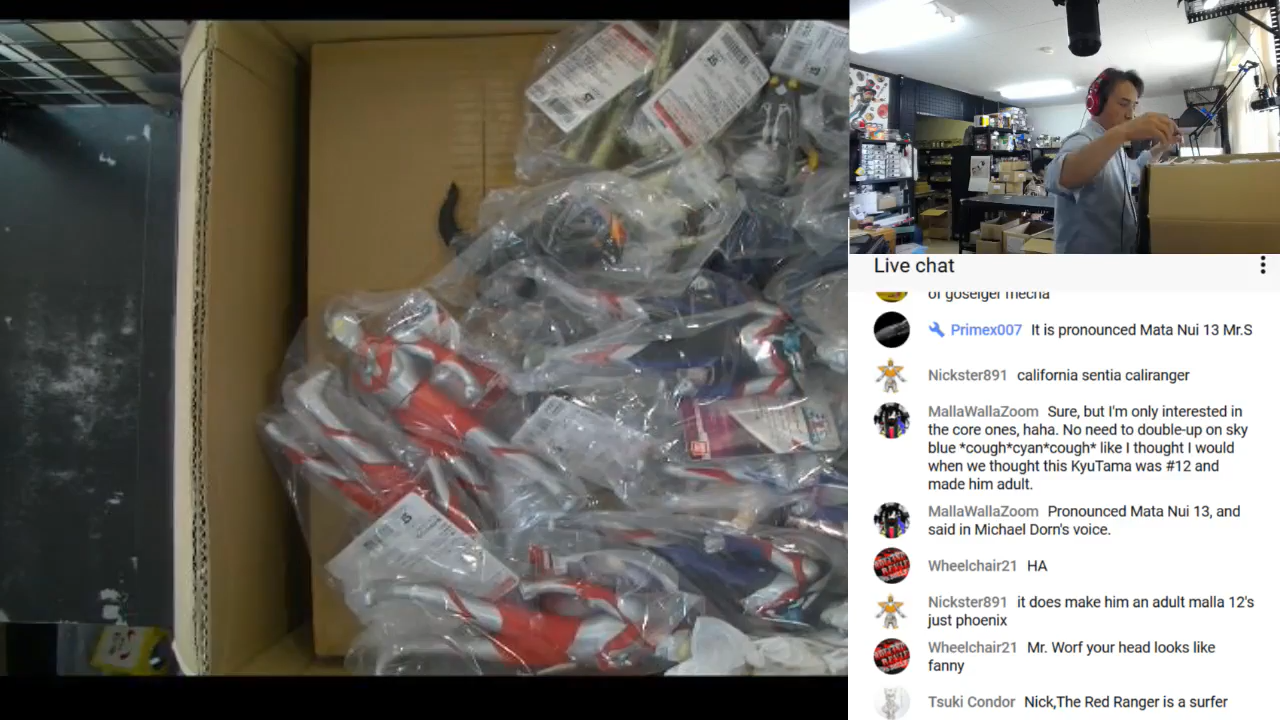 Live chat
of goseiger mecha
Primex007 It is pronounced Mata Nui 13 Mr.S
Nickster891 california sentia caliranger
MallaWallaZoom Sure, but I'm only interested in
the core ones, haha. No need to double-up on sky
blue *cough*cyan*cough* like I thought I would
when we thought this KyuTama was #12 and
made him adult.
MallaWallaZoom Pronounced Mata Nui 13, and
said in Michael Dorn's voice.
Wheelchair21 HA
Nickster891 it does make him an adult malla 12's
just phoenix
Wheelchair21 Mr. Worf your head looks like
fanny
Tsuki Condor Nick,The Red Ranger is a surfer